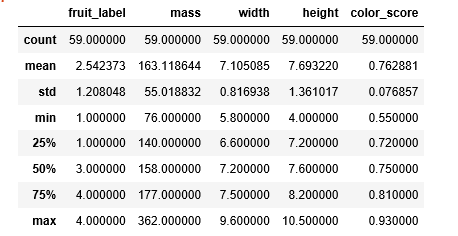 fruit_label mass width height color_score
count 59.000000 59.000000 59.000000 59.000000 59.000000
mean 2.542373 163.118644 7.105085 7.693220 0.762881
std 1.208048 55.018832 0.816938 1.361017 0.076857
min 1.000000 76.000000 5.800000 4.000000 0.550000
25% 1.000000 140.000000 6.600000 7.200000 0.720000
50% 3.000000 158.000000 7.200000 7.600000 0.750000
75% 4.000000 177.000000 7.500000 8.200000 0.810000
max 4.000000 362.000000 9.600000 10.500000 0.930000